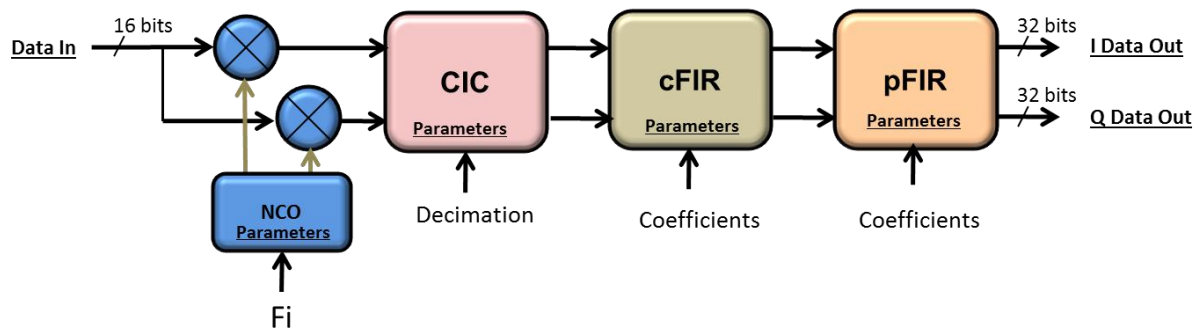 16 bits
Data In
CIC
Parameters
cFIR
Parameters
pFIR
Parameters
32 bits
I Data Out
32 bits
Q Data Out
NCO
Parameters
Decimation
Coefficients
Coefficients
Fi